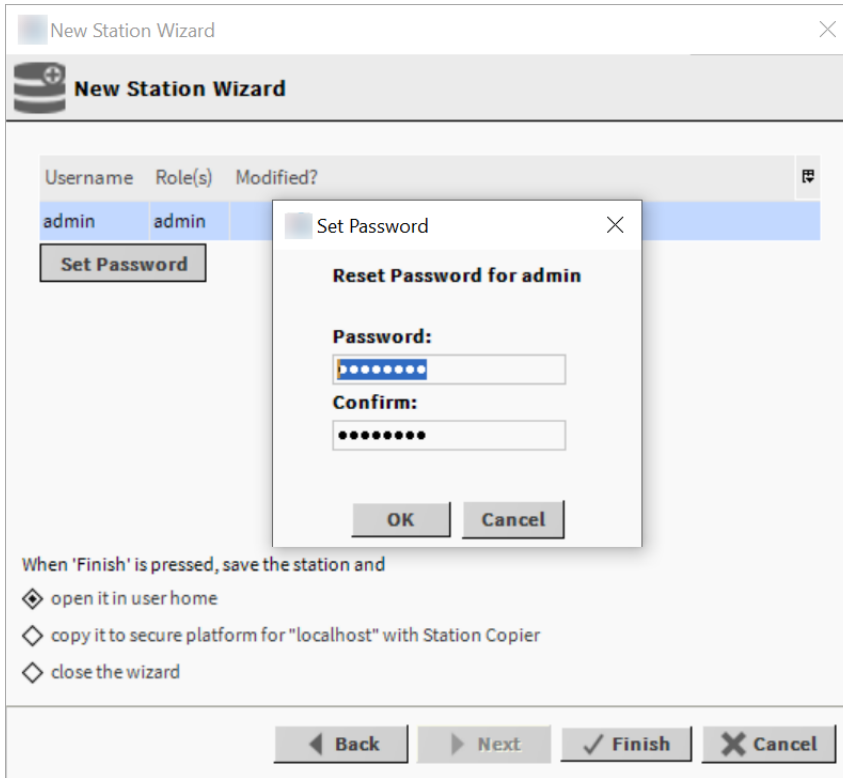 New Station Wizard
New Station Wizard
Username Role(s) Modified?
admin admin
Set Password
Set Password
Reset Password for admin
Password:
Confirm:
OK Cancel
When 'Finish' is pressed, save the station and
open it in user home
copy it to secure platform for "localhost" with Station Copier
close the wizard
Back Next Finish Cancel